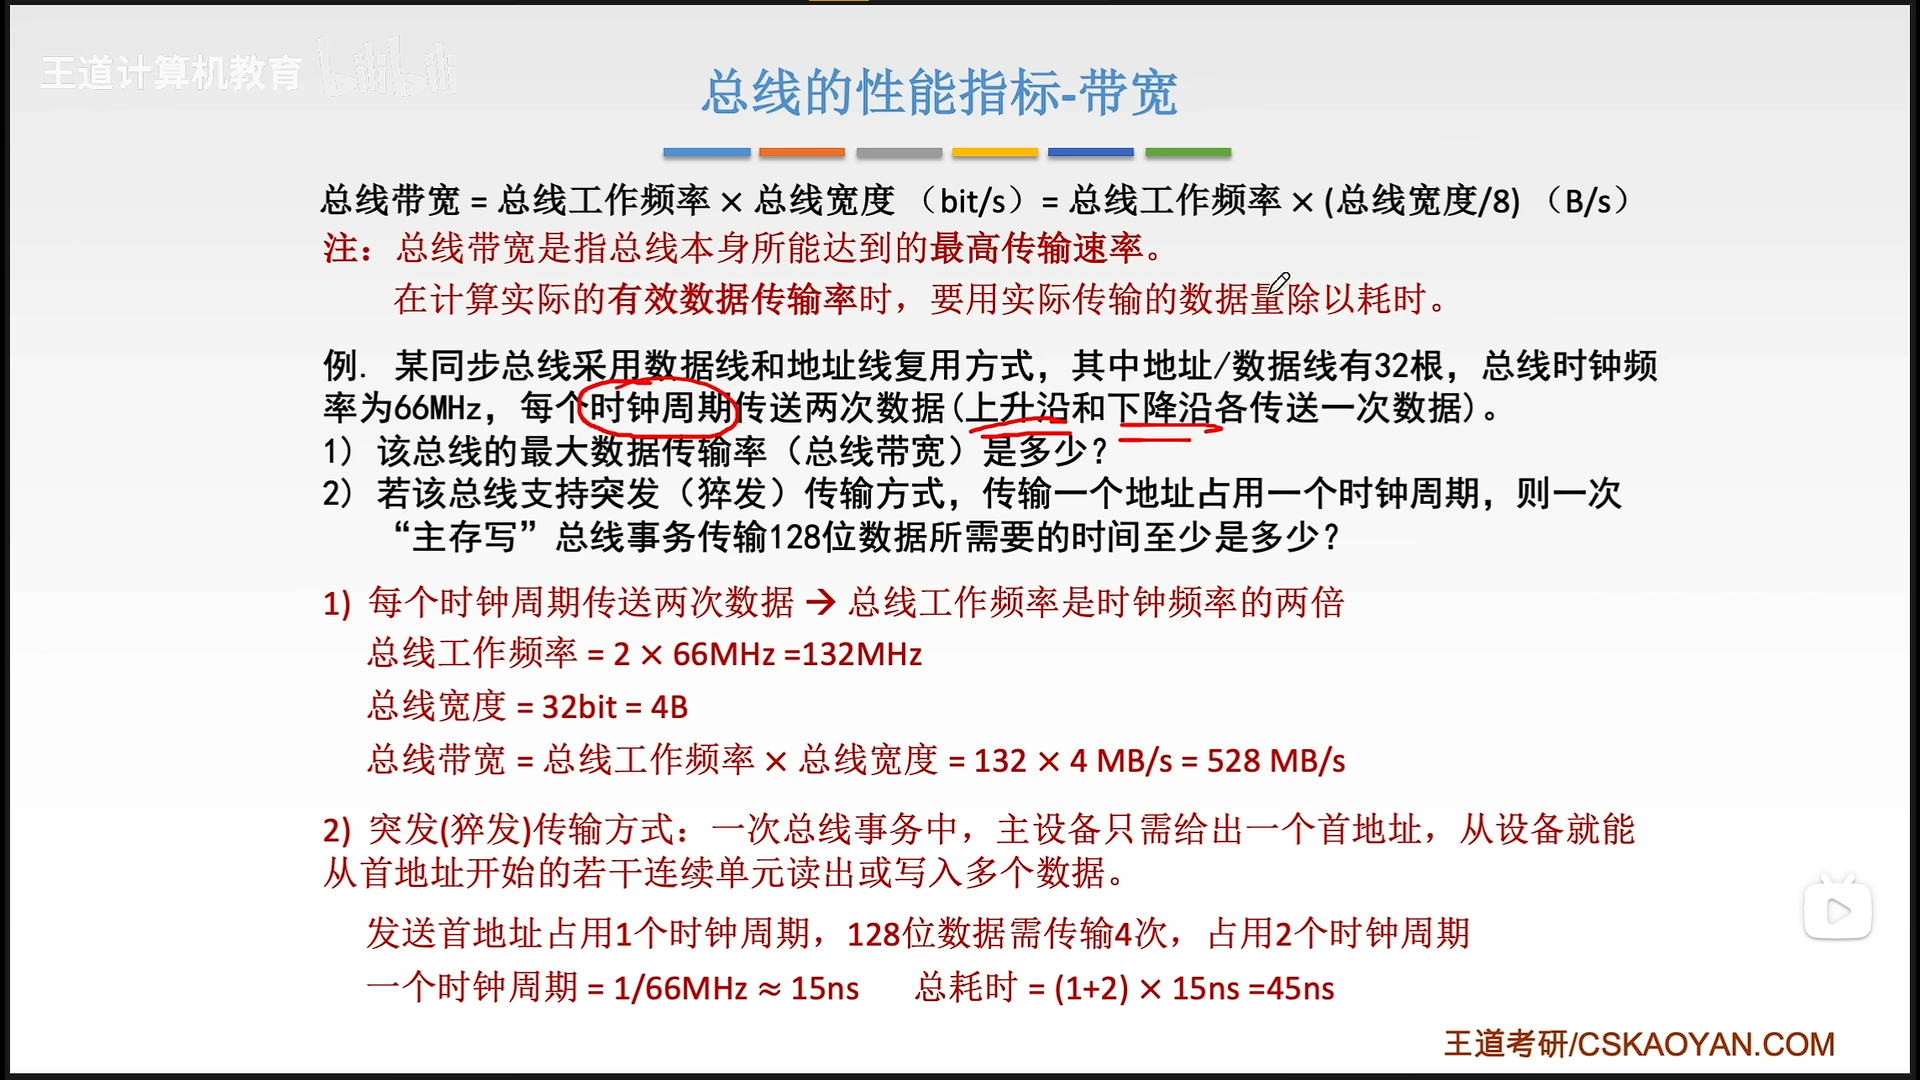 王道计算机教育 bilibili
总线的性能指标-带宽
总线带宽 = 总线工作频率 × 总线宽度 （bit/s）= 总线工作频率 × (总线宽度/8) （B/s）
注：总线带宽是指总线本身所能达到的最高传输速率。
在计算实际的有效数据传输率时，要用实际传输的数据量除以耗时。
例. 某同步总线采用数据线和地址线复用方式，其中地址/数据线有32根，总线时钟频
率为66MHz，每个时钟周期传送两次数据(上升沿和下降沿各传送一次数据)。
1) 该总线的最大数据传输率（总线带宽）是多少？
2) 若该总线支持突发（猝发）传输方式，传输一个地址占用一个时钟周期，则一次
“主存写”总线事务传输128位数据所需要的时间至少是多少？
1) 每个时钟周期传送两次数据 → 总线工作频率是时钟频率的两倍
总线工作频率 = 2 × 66MHz =132MHz
总线宽度 = 32bit = 4B
总线带宽 = 总线工作频率 × 总线宽度 = 132 × 4 MB/s = 528 MB/s
2) 突发(猝发)传输方式：一次总线事务中，主设备只需给出一个首地址，从设备就能
从首地址开始的若干连续单元读出或写入多个数据。
发送首地址占用1个时钟周期，128位数据需传输4次，占用2个时钟周期
一个时钟周期 = 1/66MHz ≈ 15ns 总耗时 = (1+2) × 15ns =45ns
王道考研/CSKAOYAN.COM